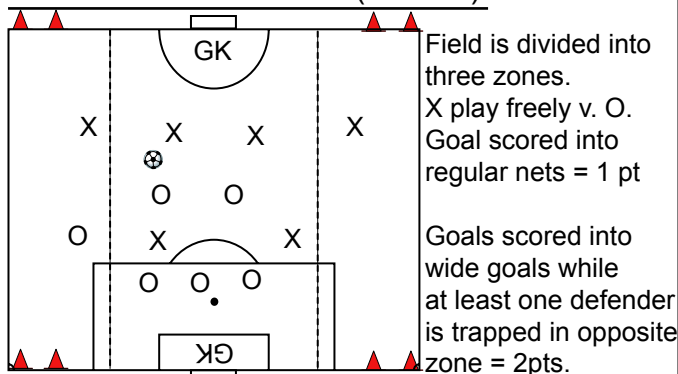 GK
Field is divided into
three zones.
X play freely v. O.
Goal scored into
regular nets = 1 pt
X X X X
O O
O X X
O O O
Goals scored into
wide goals while
at least one defender
is trapped in opposite
zone = 2pts.
GK